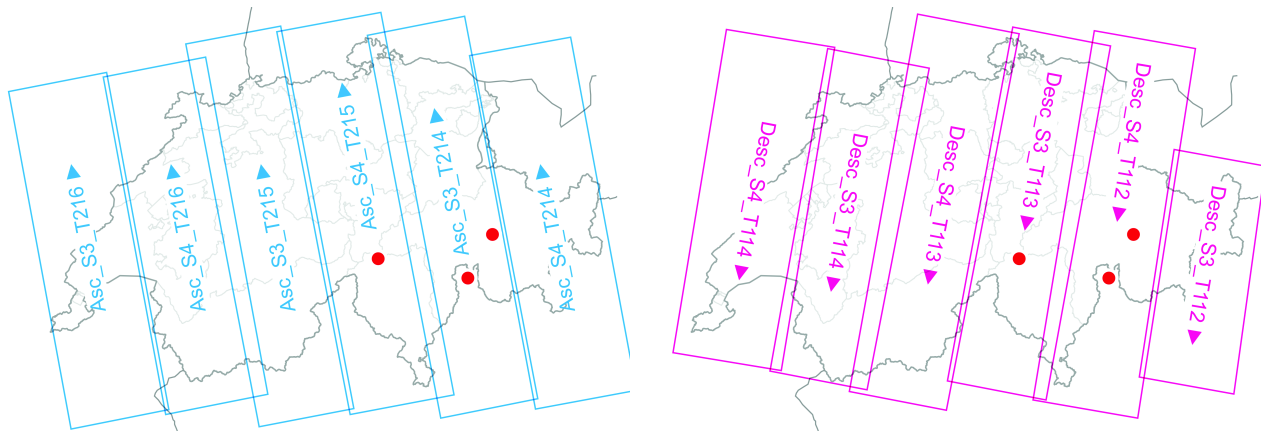 Asc_S3_T216
Asc_S4_T216
Asc_S3_T215
Asc_S4_T215
Asc_S3_T214
Asc_S4_T214
Desc_S4_T114
Desc_S3_T114
Desc_S4_T113
Desc_S3_T113
Desc_S4_T112
Desc_S3_T112